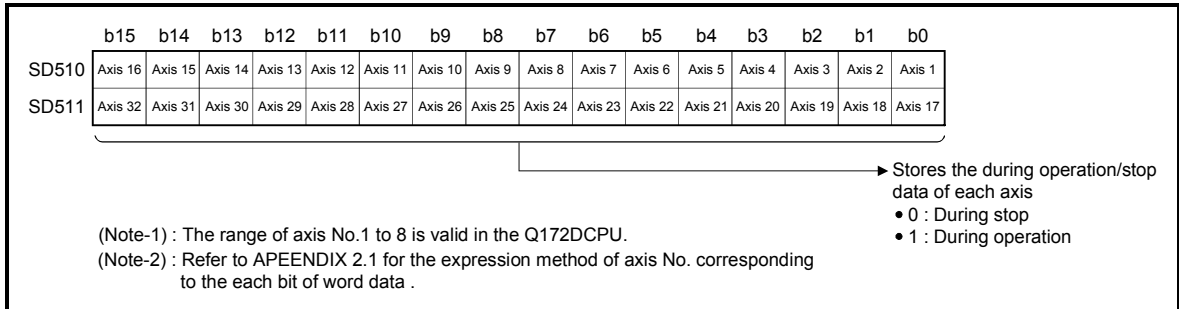 b15 b14 b13 b12 b11 b10 b9 b8 b7 b6 b5 b4 b3 b2 b1 b0
SD510 Axis 16 Axis 15 Axis 14 Axis 13 Axis 12 Axis 11 Axis 10 Axis 9 Axis 8 Axis 7 Axis 6 Axis 5 Axis 4 Axis 3 Axis 2 Axis 1
SD511 Axis 32 Axis 31 Axis 30 Axis 29 Axis 28 Axis 27 Axis 26 Axis 25 Axis 24 Axis 23 Axis 22 Axis 21 Axis 20 Axis 19 Axis 18 Axis 17
Stores the during operation/stop
data of each axis
• 0 : During stop
• 1 : During operation
(Note-1) : The range of axis No.1 to 8 is valid in the Q172DCPU.
(Note-2) : Refer to APEENDIX 2.1 for the expression method of axis No. corresponding
to the each bit of word data .